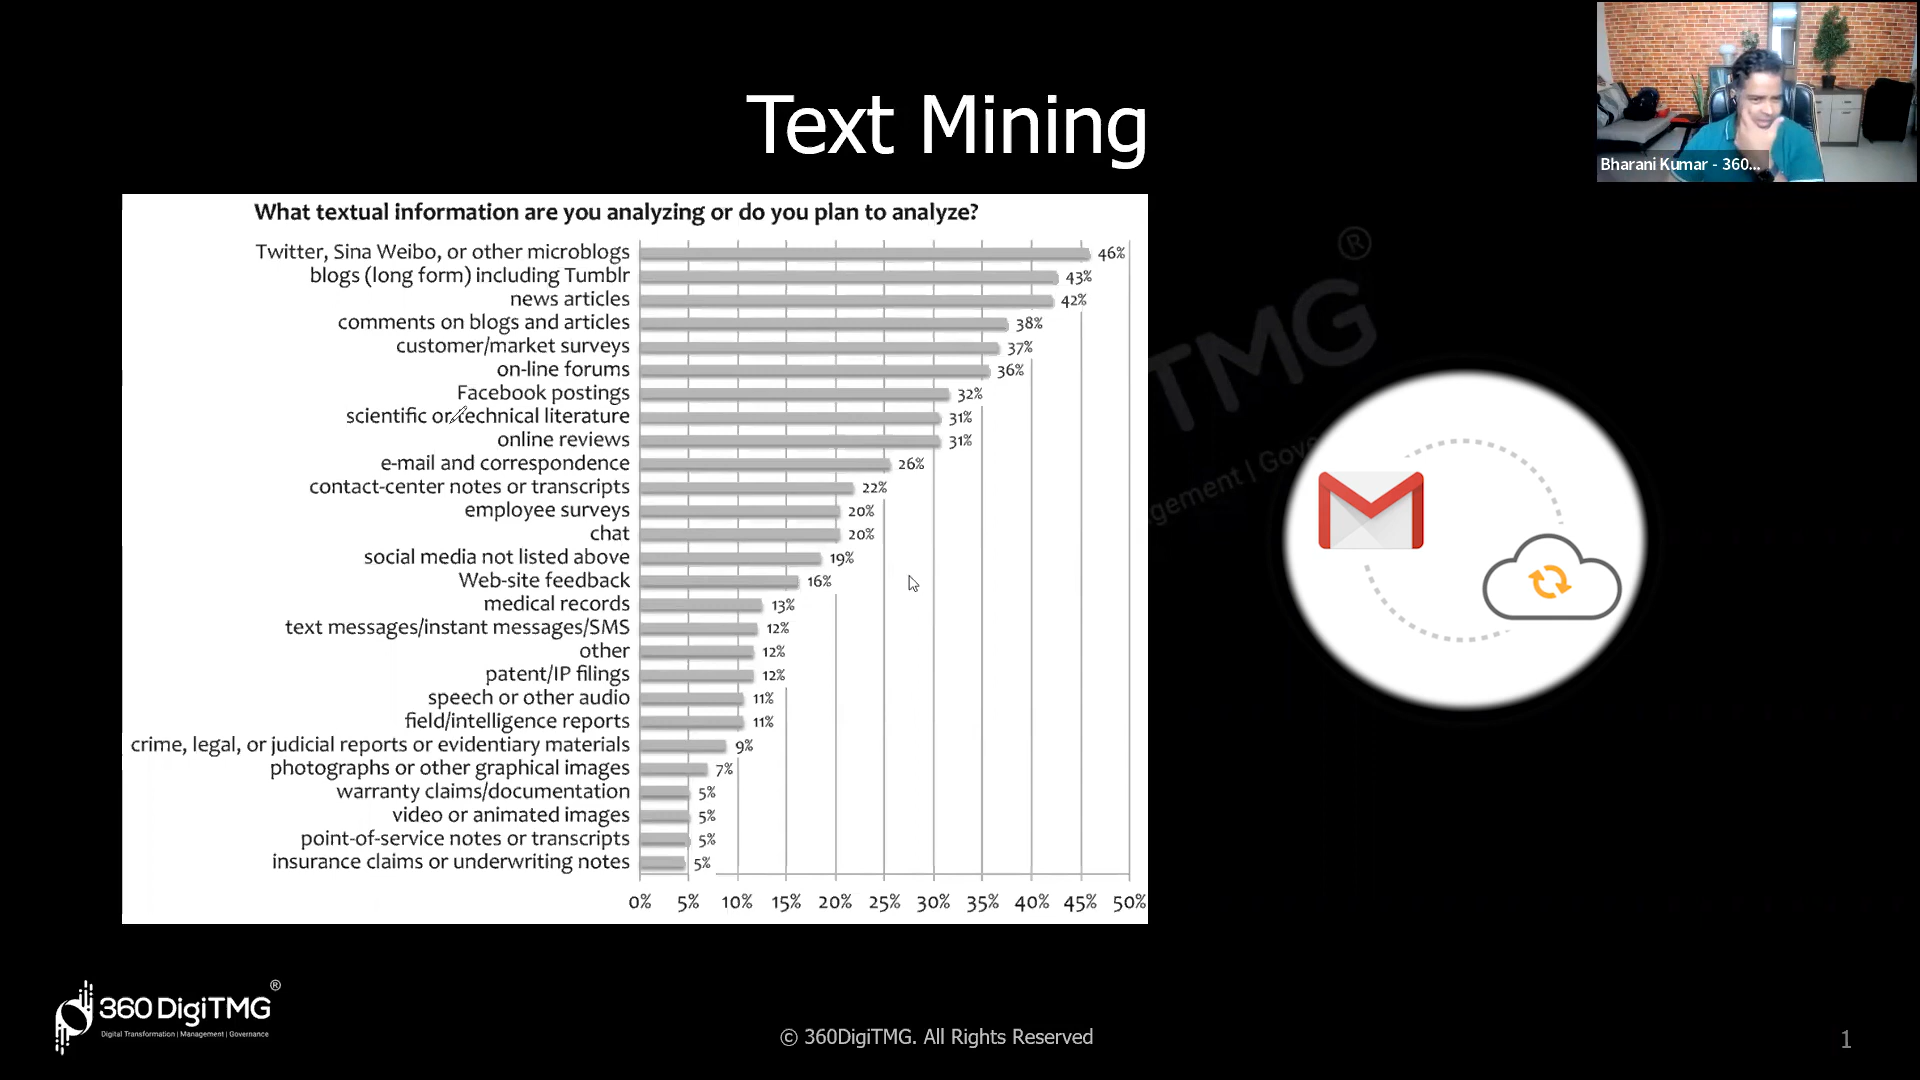 Text Mining
Bharani Kumar - 360...
What textual information are you analyzing or do you plan to analyze?
Twitter, Sina Weibo, or other microblogs 46%
blogs (long form) including Tumblr 43%
news articles 42%
comments on blogs and articles 38%
customer/market surveys 37%
on-line forums 36%
Facebook postings 32%
scientific or technical literature 31%
online reviews 31%
e-mail and correspondence 26%
contact-center notes or transcripts 22%
employee surveys 20%
chat 20%
social media not listed above 19%
Web-site feedback 16%
medical records 13%
text messages/instant messages/SMS 12%
other 12%
patent/IP filings 12%
speech or other audio 11%
field/intelligence reports 11%
crime, legal, or judicial reports or evidentiary materials 9%
photographs or other graphical images 7%
warranty claims/documentation 5%
video or animated images 5%
point-of-service notes or transcripts 5%
insurance claims or underwriting notes 5%
0% 5% 10% 15% 20% 25% 30% 35% 40% 45% 50%
TMG ®
gement | Gove
360 DigiTMG ®
Digital Transformation | Management | Governance
© 360DigiTMG. All Rights Reserved
1